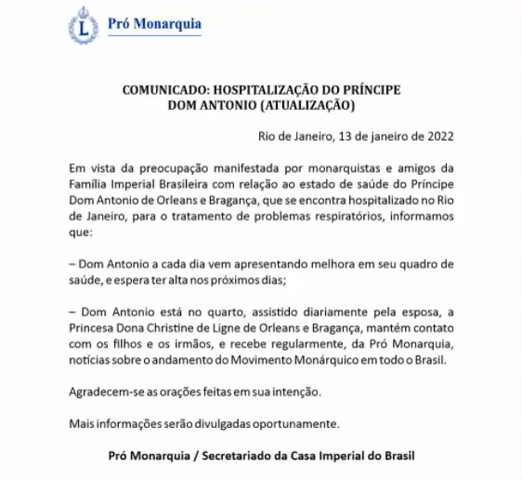 L
Pró Monarquia
COMUNICADO: HOSPITALIZAÇÃO DO PRÍNCIPE
DOM ANTONIO (ATUALIZAÇÃO)
Rio de Janeiro, 13 de janeiro de 2022
Em vista da preocupação manifestada por monarquistas e amigos da
Família Imperial Brasileira com relação ao estado de saúde do Príncipe
Dom Antonio de Orleans e Bragança, que se encontra hospitalizado no Rio
de Janeiro, para o tratamento de problemas respiratórios, informamos
que:
– Dom Antonio a cada dia vem apresentando melhora em seu quadro de
saúde, e espera ter alta nos próximos dias;
– Dom Antonio está no quarto, assistido diariamente pela esposa, a
Princesa Dona Christine de Ligne de Orleans e Bragança, mantém contato
com os filhos e os irmãos, e recebe regularmente, da Pró Monarquia,
notícias sobre o andamento do Movimento Monárquico em todo o Brasil.
Agradecem-se as orações feitas em sua intenção.
Mais informações serão divulgadas oportunamente.
Pró Monarquia / Secretariado da Casa Imperial do Brasil